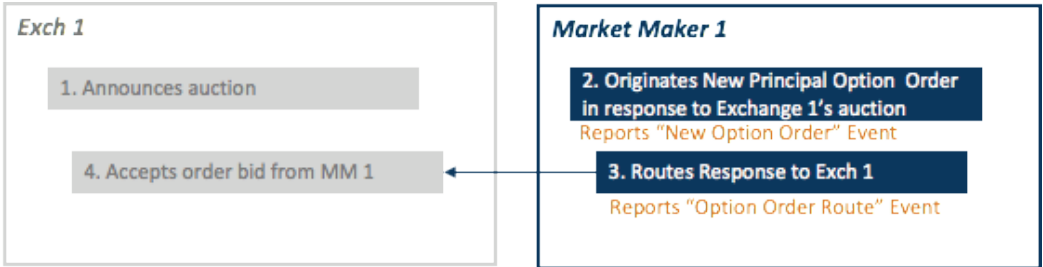 Exch 1
1. Announces auction
4. Accepts order bid from MM 1
Market Maker 1
2. Originates New Principal Option Order
in response to Exchange 1's auction
Reports "New Option Order" Event
3. Routes Response to Exch 1
Reports "Option Order Route" Event